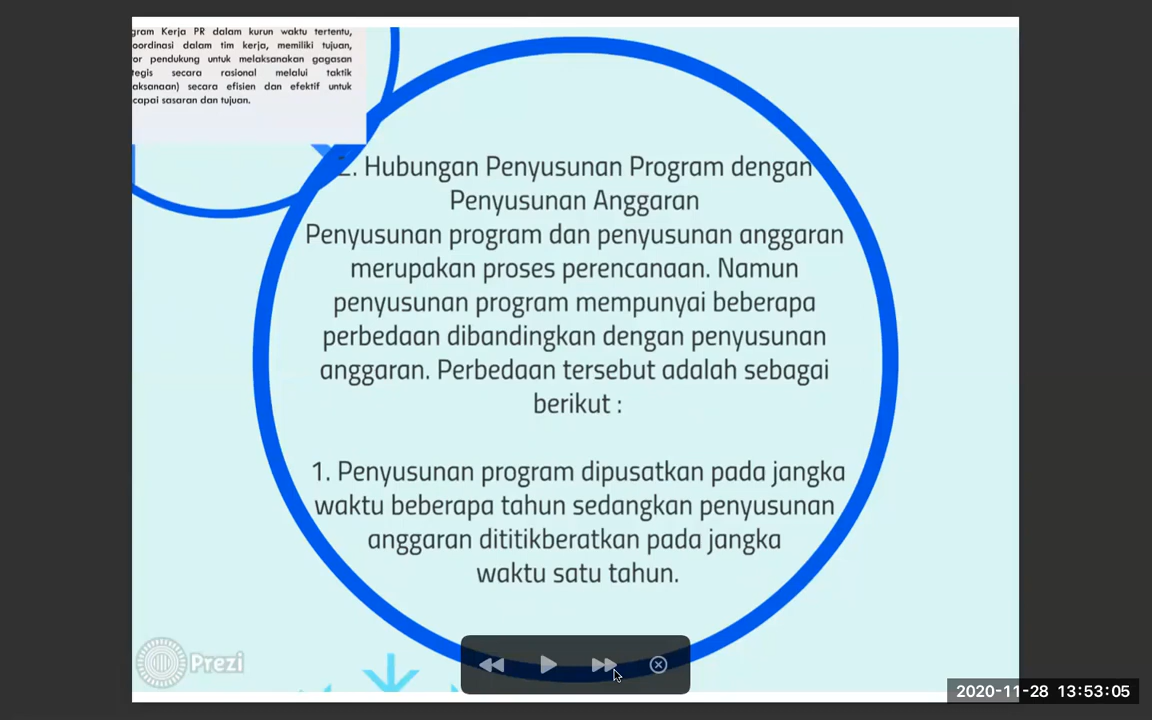 gram Kerja PR dalam kurun waktu tertentu,
oordinasi dalam tim kerja, memiliki tujuan,
or pendukung untuk melaksanakan gagasan
tegis secara rasional melalui taktik
aksanaan) secara efisien dan efektif untuk
capai sasaran dan tujuan.
2. Hubungan Penyusunan Program dengan
Penyusunan Anggaran
Penyusunan program dan penyusunan anggaran
merupakan proses perencanaan. Namun
penyusunan program mempunyai beberapa
perbedaan dibandingkan dengan penyusunan
anggaran. Perbedaan tersebut adalah sebagai
berikut :
1. Penyusunan program dipusatkan pada jangka
waktu beberapa tahun sedangkan penyusunan
anggaran dititikberatkan pada jangka
waktu satu tahun.
Prezi
2020-11-28 13:53:05